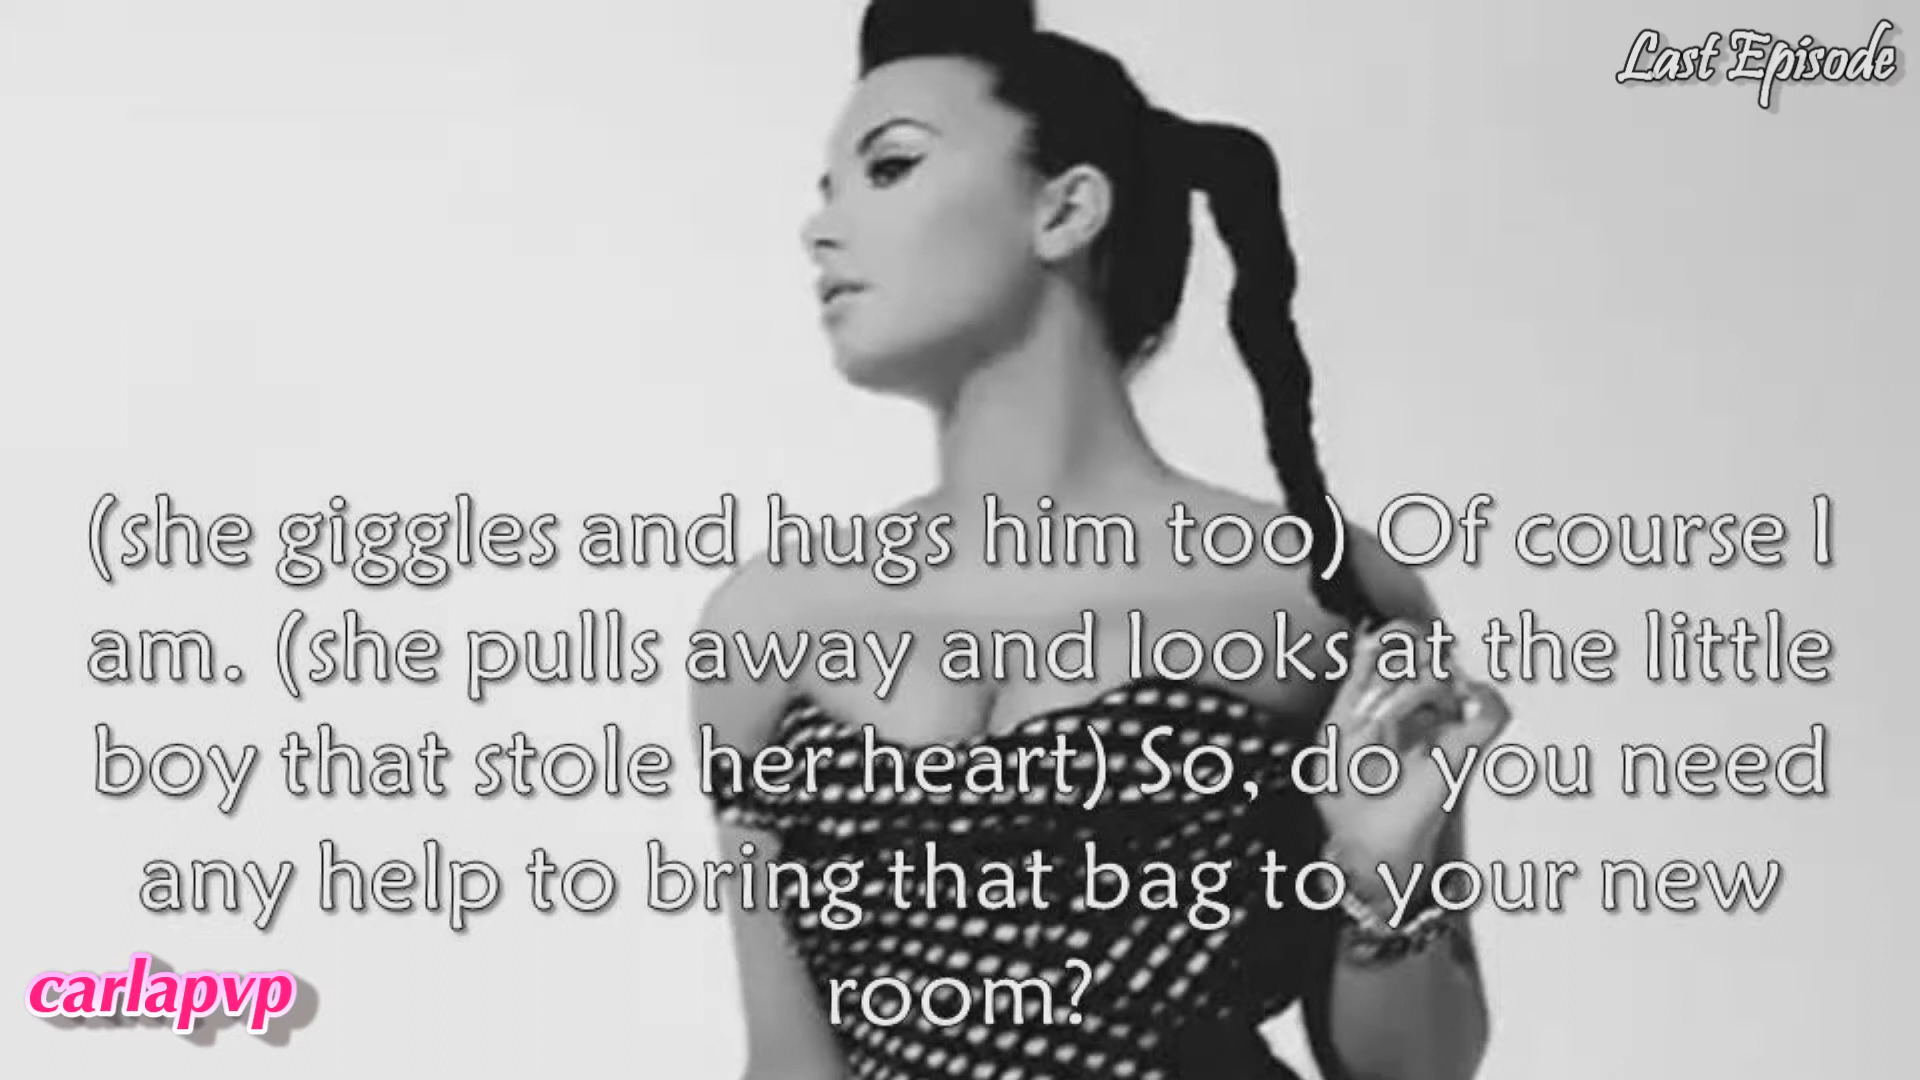 Last Episode
(she giggles and hugs him too) Of course I
am. (she pulls away and looks at the little
boy that stole her heart) So, do you need
any help to bring that bag to your new
room?
carlapvp